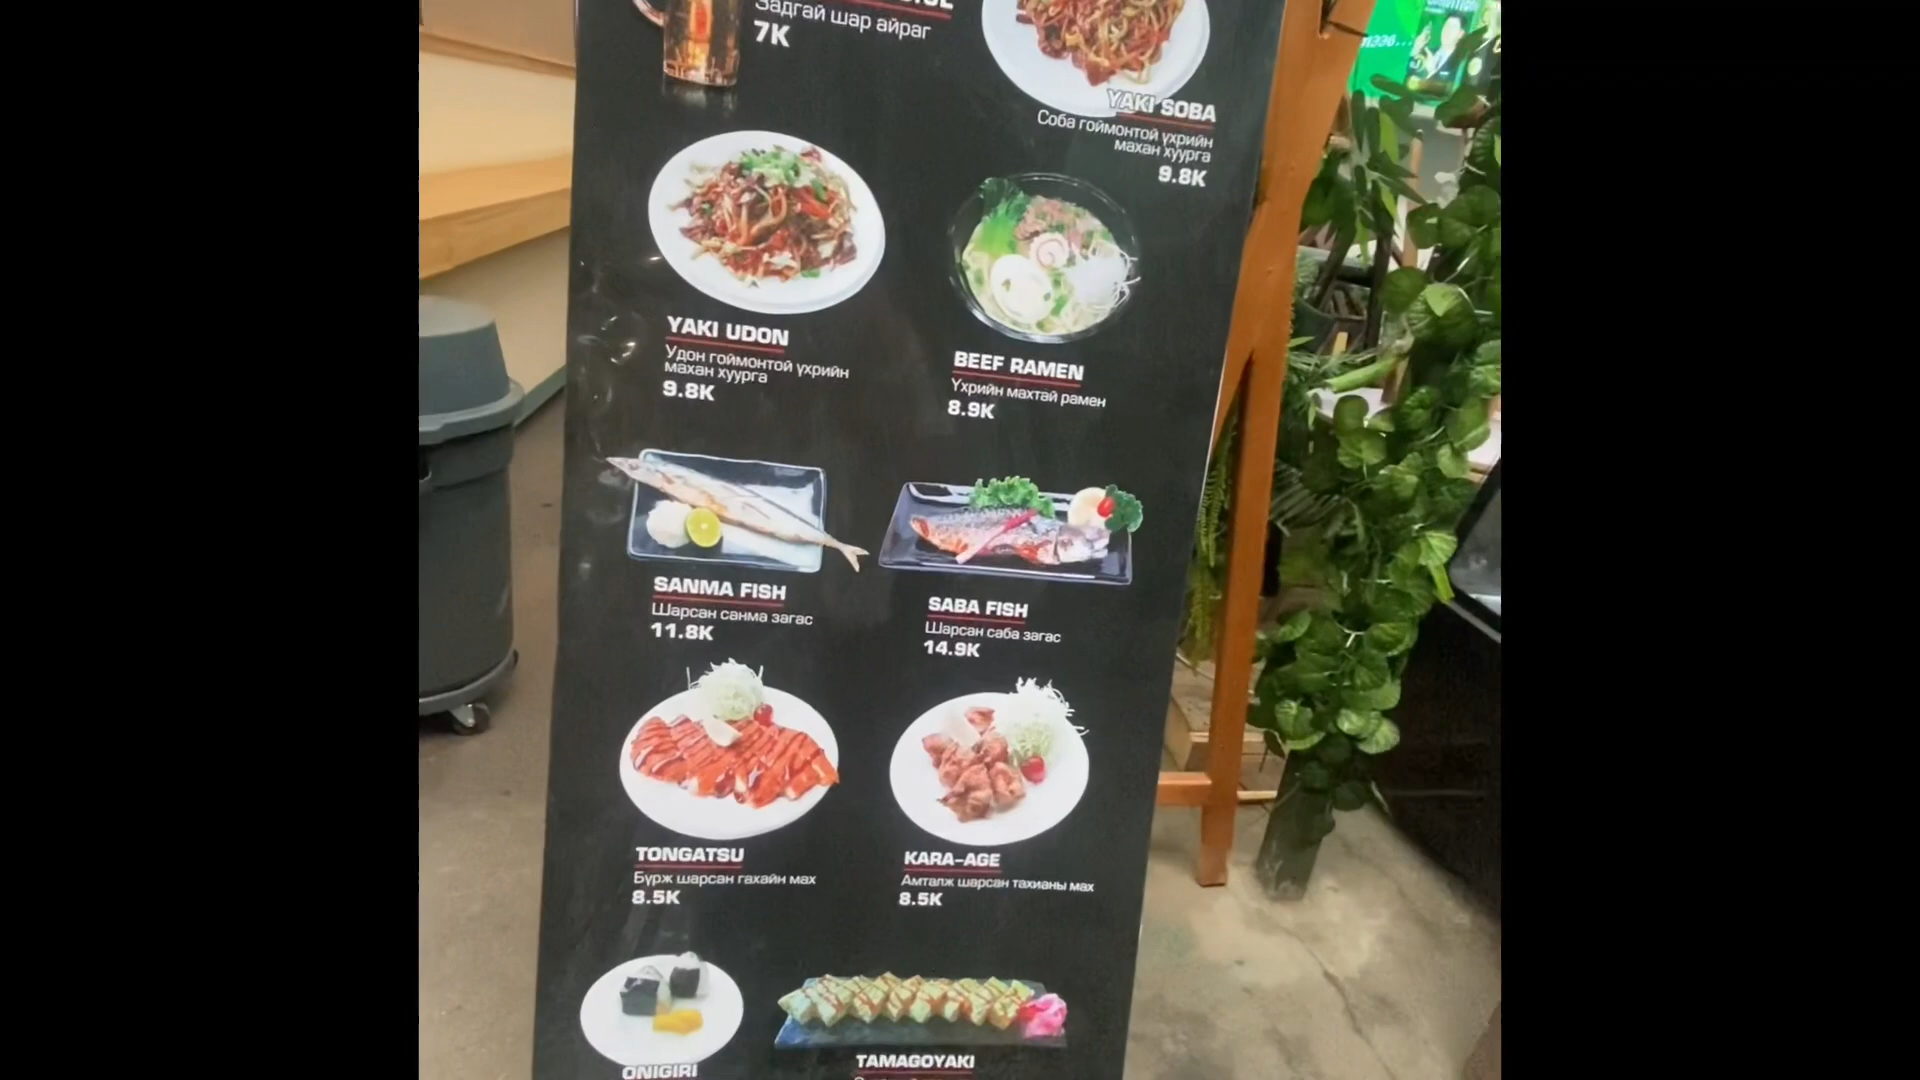 Задгай шар айраг
7K
YAKI SOBA
Соба гоймонтой үхрийн
махан хуурга
9.8K
YAKI UDON
Удон гоймонтой үхрийн
махан хуурга
9.8K
BEEF RAMEN
Үхрийн махтай рамен
8.9K
SANMA FISH
Шарсан санма загас
11.8K
SABA FISH
Шарсан саба загас
14.9K
TONGATSU
Бүрж шарсан гахайн мах
8.5K
KARA-AGE
Амталж шарсан тахианы мах
8.5K
ONIGIRI
TAMAGOYAKI